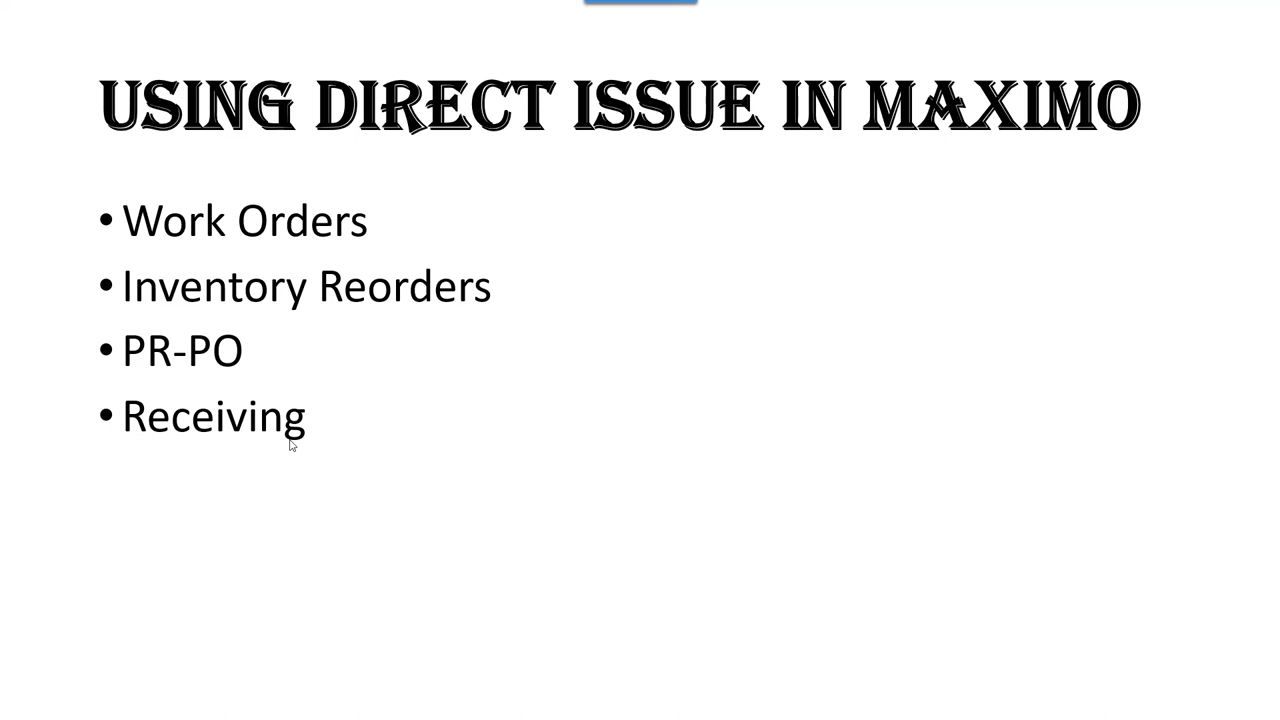 USING DIRECT ISSUE IN MAXIMO
• Work Orders
• Inventory Reorders
• PR-PO
• Receiving